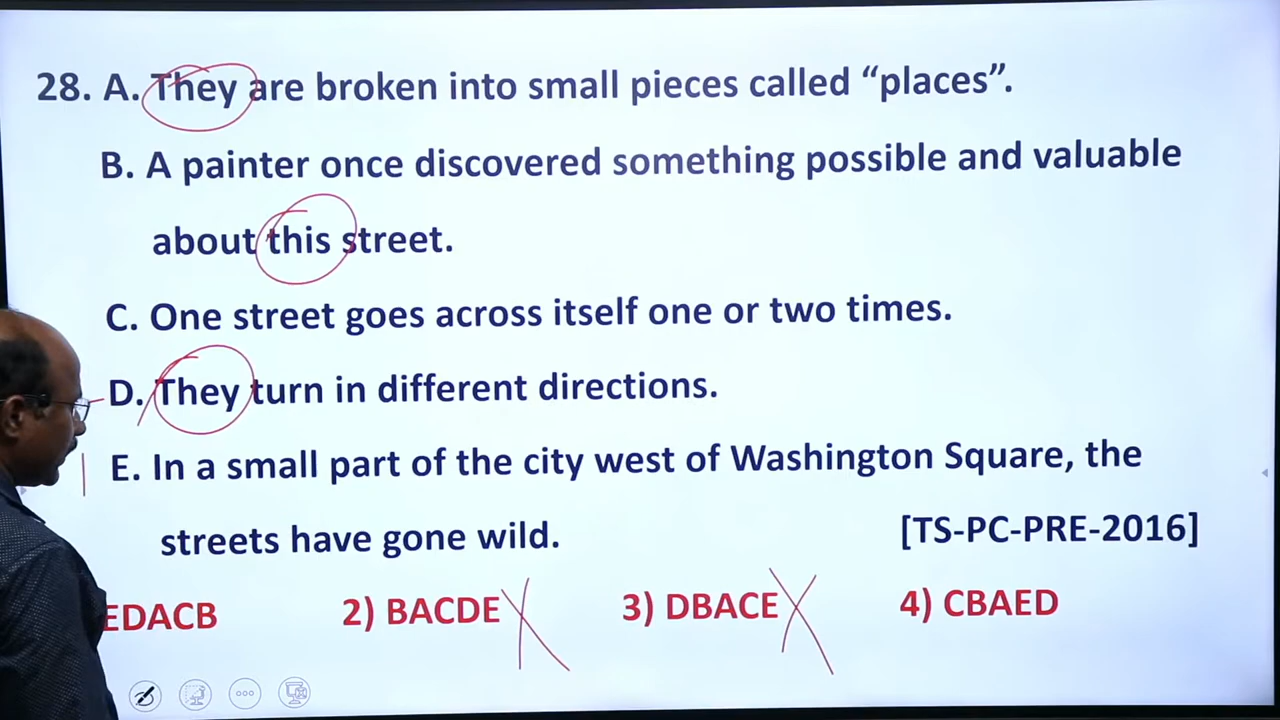 28. A. They are broken into small pieces called “places”.
B. A painter once discovered something possible and valuable
about this street.
C. One street goes across itself one or two times.
D. They turn in different directions.
E. In a small part of the city west of Washington Square, the
streets have gone wild.
[TS-PC-PRE-2016]
EDACB 2) BACDE 3) DBACE 4) CBAED